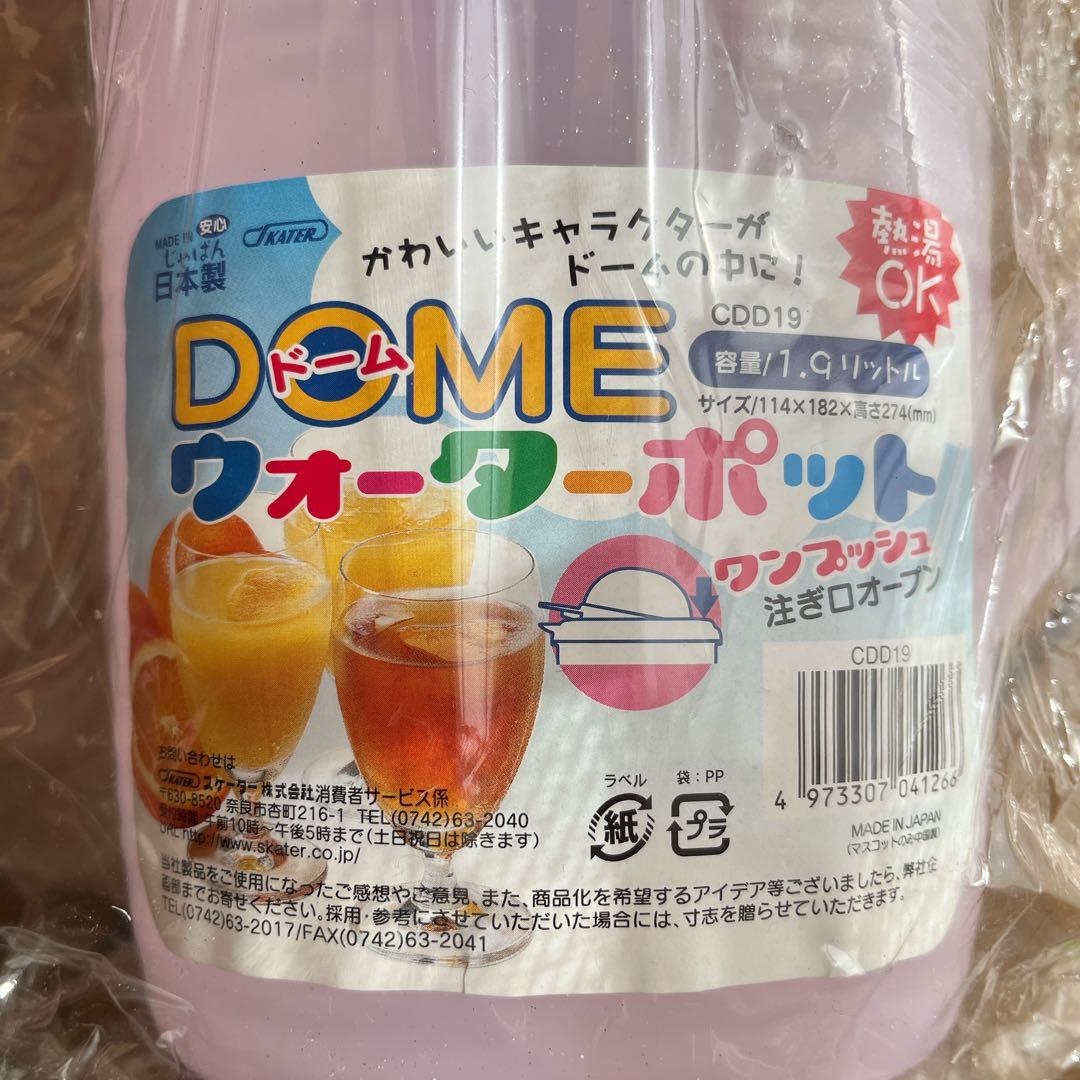 MADE IN 安心
じゃぱん
日本製
SKATER
かわいいキャラクターが
ドームの中に!
熱湯
OK
CDD19
DOME
ドーム
容量/1.9リットル
サイズ/114×182×高さ274(mm)
ウォーターポット
ワンプッシュ
注ぎ口オープン
CDD19
4 973307 041266
MADE IN JAPAN
(マスコットのみ中国製)
ラベル
紙
袋:PP
プラ
お問い合わせは
SKATER スケーター株式会社消費者サービス係
〒630-8520 奈良市杏町216-1 TEL(0742)63-2040
受付時間 午前10時〜午後5時まで(土日祝日は除きます)
URL http://www.skater.co.jp/
当社製品をご使用になったご感想やご意見、また、商品化を希望するアイデア等ございましたら、弊社企
画部までお寄せください。採用・参考にさせていただいた場合には、寸志を贈らせていただきます。
TEL(0742)63-2017/FAX(0742)63-2041